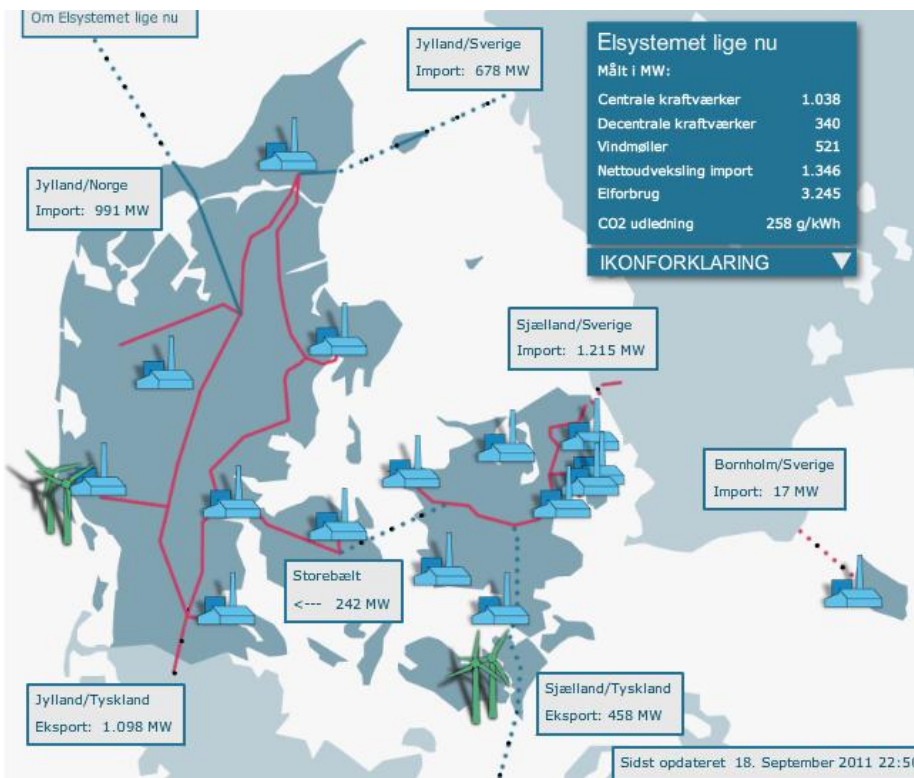 Om Elsystemet lige nu
Jylland/Sverige
Import: 678 MW
Elsystemet lige nu
Målt i MW:
Centrale kraftværker 1.038
Decentrale kraftværker 340
Vindmøller 521
Nettoudveksling import 1.346
Elforbrug 3.245
CO2 udledning 258 g/kWh
IKONFORKLARING
Jylland/Norge
Import: 991 MW
Sjælland/Sverige
Import: 1.215 MW
Bornholm/Sverige
Import: 17 MW
Storebælt
<--- 242 MW
Jylland/Tyskland
Eksport: 1.098 MW
Sjælland/Tyskland
Eksport: 458 MW
Sidst opdateret 18. September 2011 22:5